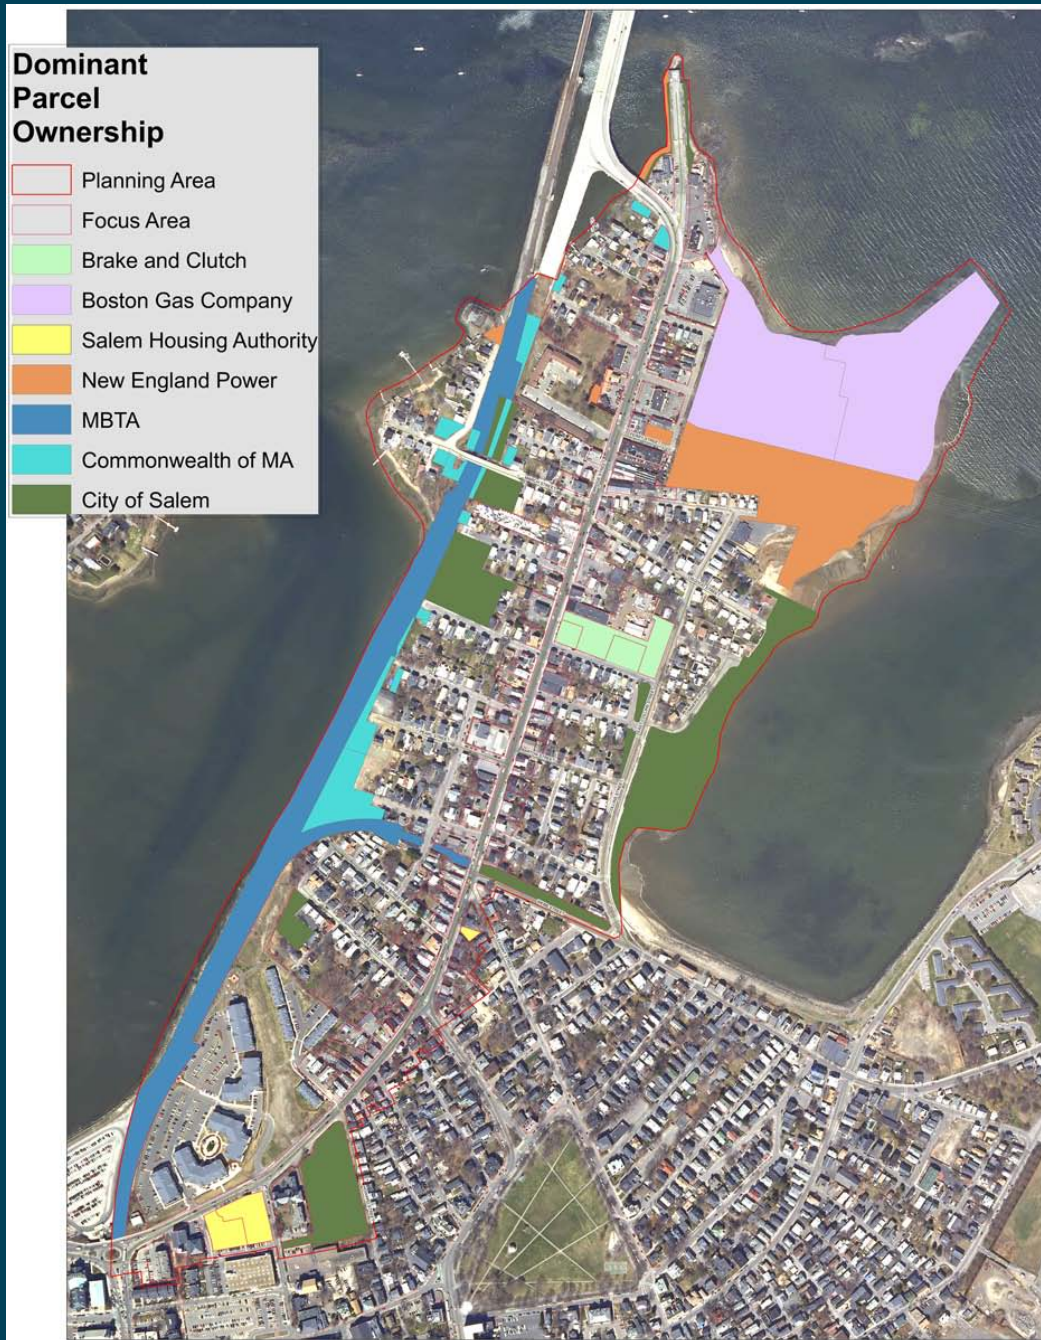 Dominant
Parcel
Ownership
Planning Area
Focus Area
Brake and Clutch
Boston Gas Company
Salem Housing Authority
New England Power
MBTA
Commonwealth of MA
City of Salem